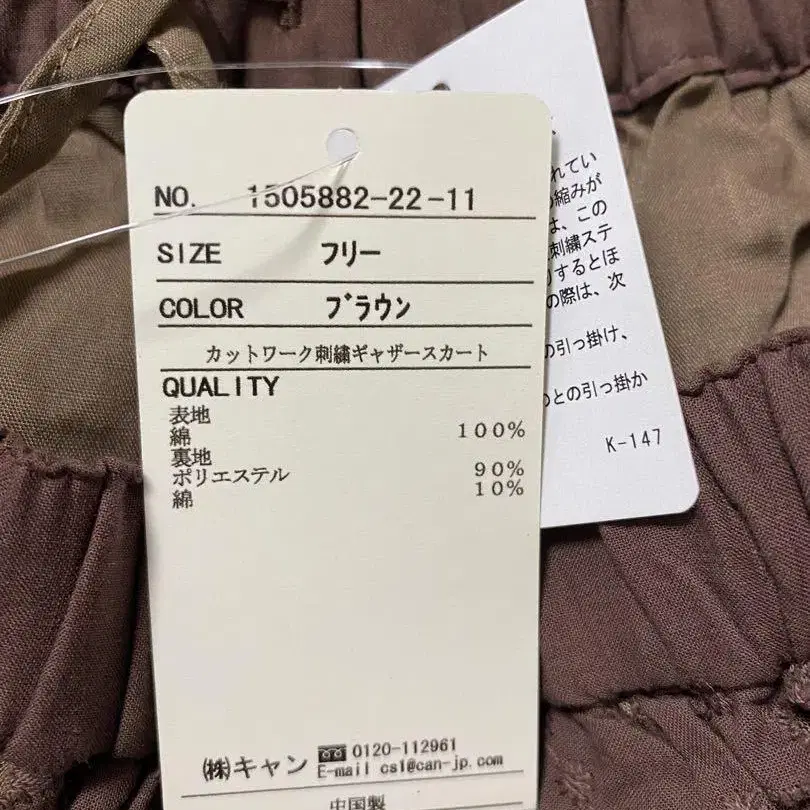 NO. 1505882-22-11
SIZE フリー
COLOR ブラウン
カットワーク刺繍ギャザースカート
QUALITY
表地
綿 100%
裏地
ポリエステル 90%
綿 10%
(株)キャン 0120-112961
E-mail cs1@can-jp.com
中国製
れてい
縮みが
は、この
刺繍ステ
するとほ
の際は、次
の引っ掛け、
との引っ掛か
K-147